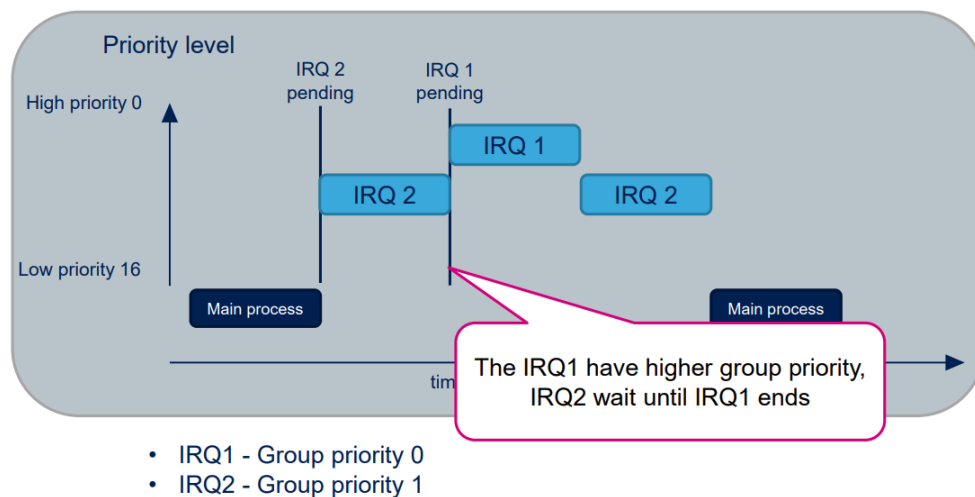 Priority level
IRQ 2
pending
IRQ 1
pending
High priority 0
IRQ 1
IRQ 2
IRQ 2
Low priority 16
Main process
Main process
The IRQ1 have higher group priority,
IRQ2 wait until IRQ1 ends
• IRQ1 - Group priority 0
• IRQ2 - Group priority 1